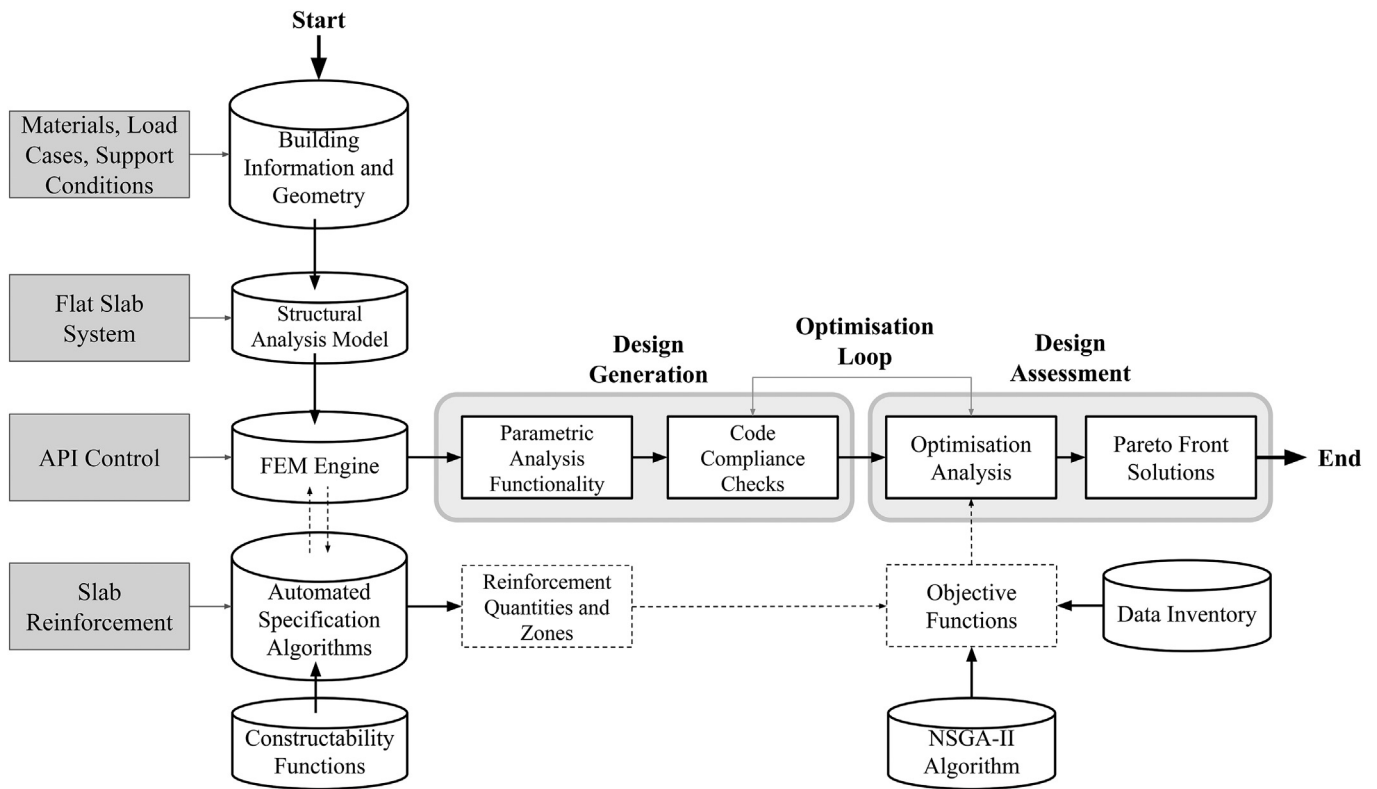 Start
Materials, Load
Cases, Support
Conditions
Building
Information and
Geometry
Flat Slab
System
Structural
Analysis Model
Design
Generation
Optimisation
Loop
Design
Assessment
API Control
FEM Engine
Parametric
Analysis
Functionality
Code
Compliance
Checks
Optimisation
Analysis
Pareto Front
Solutions
End
Slab
Reinforcement
Automated
Specification
Algorithms
Reinforcement
Quantities and
Zones
Objective
Functions
Data Inventory
Constructability
Functions
NSGA-II
Algorithm